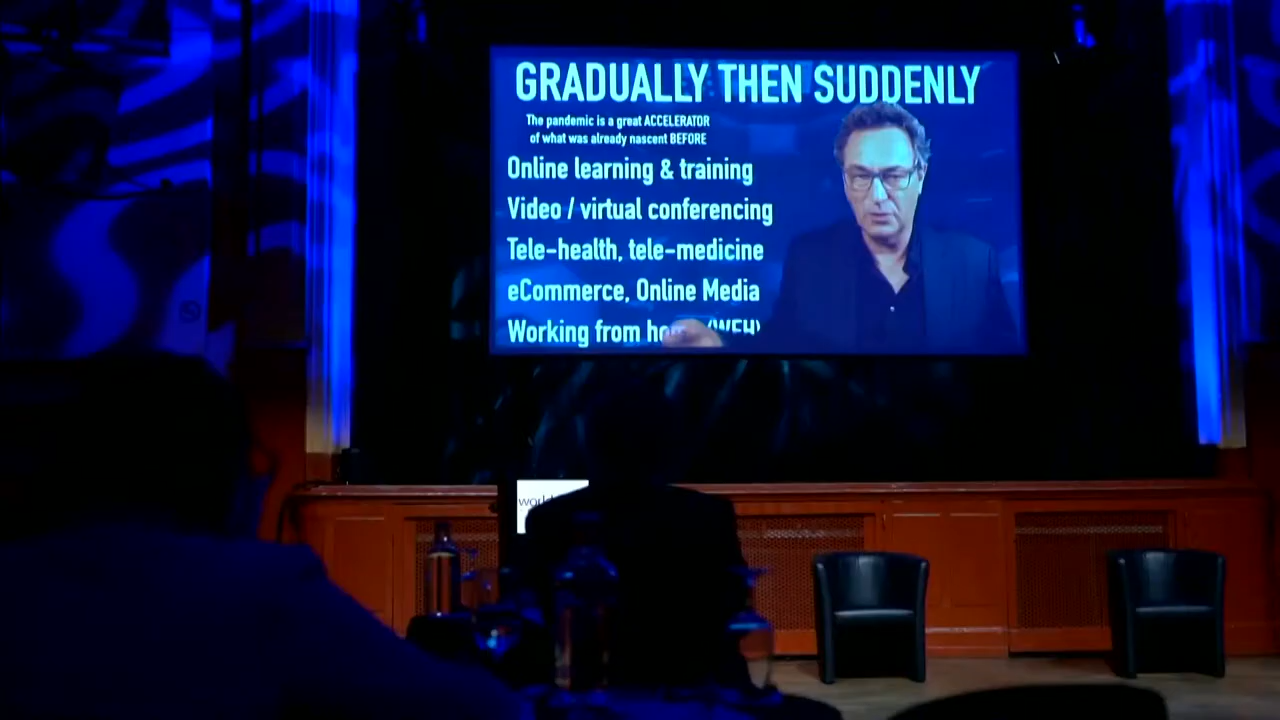 GRADUALLY THEN SUDDENLY
The pandemic is a great ACCELERATOR
of what was already nascent BEFORE
Online learning & training
Video / virtual conferencing
Tele-health, tele-medicine
eCommerce, Online Media
Working from (WFH)